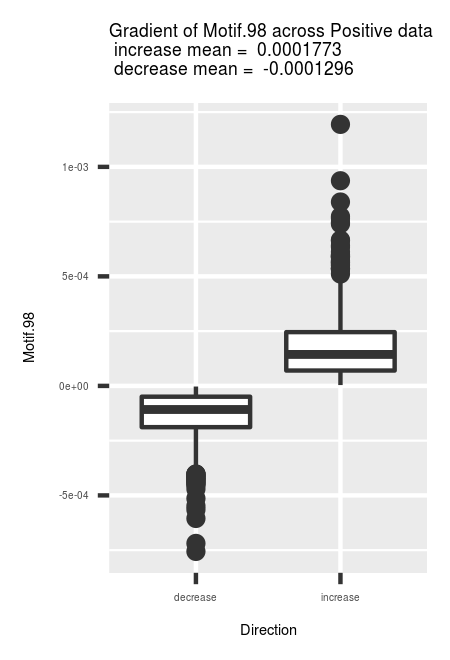 Gradient of Motif.98 across Positive data
increase mean =  0.0001773
decrease mean =  -0.0001296
1e-03
5e-04
0e+00
-5e-04
Motif.98
decrease
increase
Direction